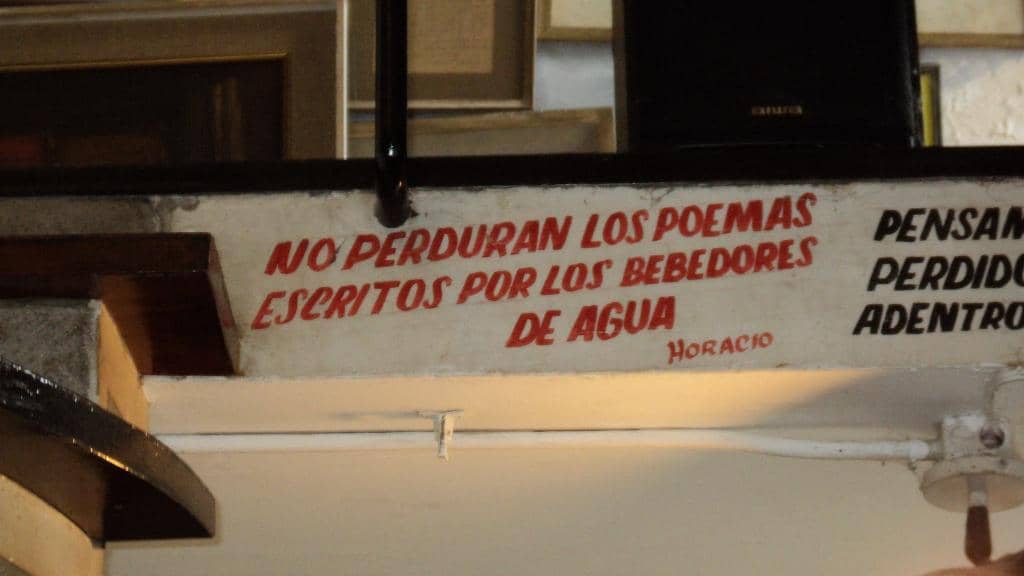 NO PERDURAN LOS POEMAS
ESCRITOS POR LOS BEBEDORES
DE AGUA
HORACIO
PENSAM
PERDIDO
ADENTRO